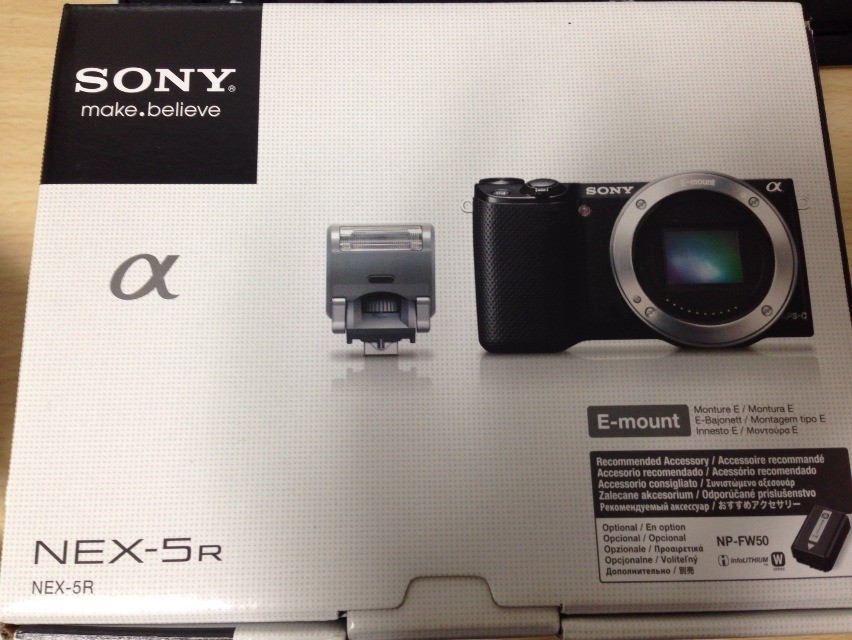 SONY®
make.believe
α
SONY
E-mount
α
E-mount
Monture E / Montura E
E-Bajonett / Montagem tipo E
Innesto E / Μοντούρα E
Recommended Accessory / Accessoire recommandé
Accesorio recomendado / Acessório recomendado
Accessorio consigliato / Συνιστώμενο αξεσουάρ
Zalecane akcesorium / Odporúčané príslušenstvo
Рекомендуемый аксессуар / おすすめアクセサリー
Optional / En option
Opcional / Opcional
Opzionale / Προαιρετικά
Opcjonalne / Voliteľný
Дополнительно / 別売
NP-FW50
InfoLITHIUM™ W
SERIES
NEX-5R
NEX-5R